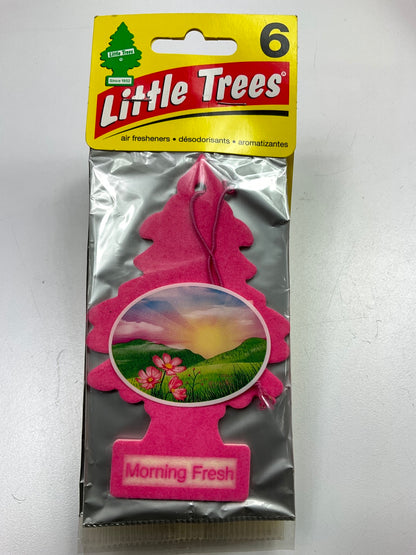 Little Trees
Since 1952
6
Little Trees®
air fresheners • désodorisants • aromatizantes
Morning Fresh